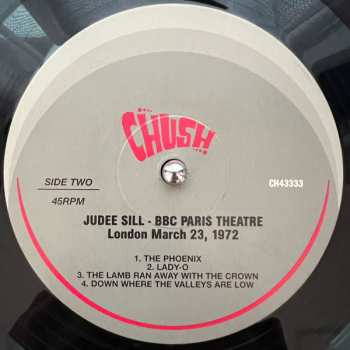 CHUSH
SIDE TWO
CH43333
45RPM
JUDEE SILL - BBC PARIS THEATRE
London March 23, 1972
1. THE PHOENIX
2. LADY-O
3. THE LAMB RAN AWAY WITH THE CROWN
4. DOWN WHERE THE VALLEYS ARE LOW